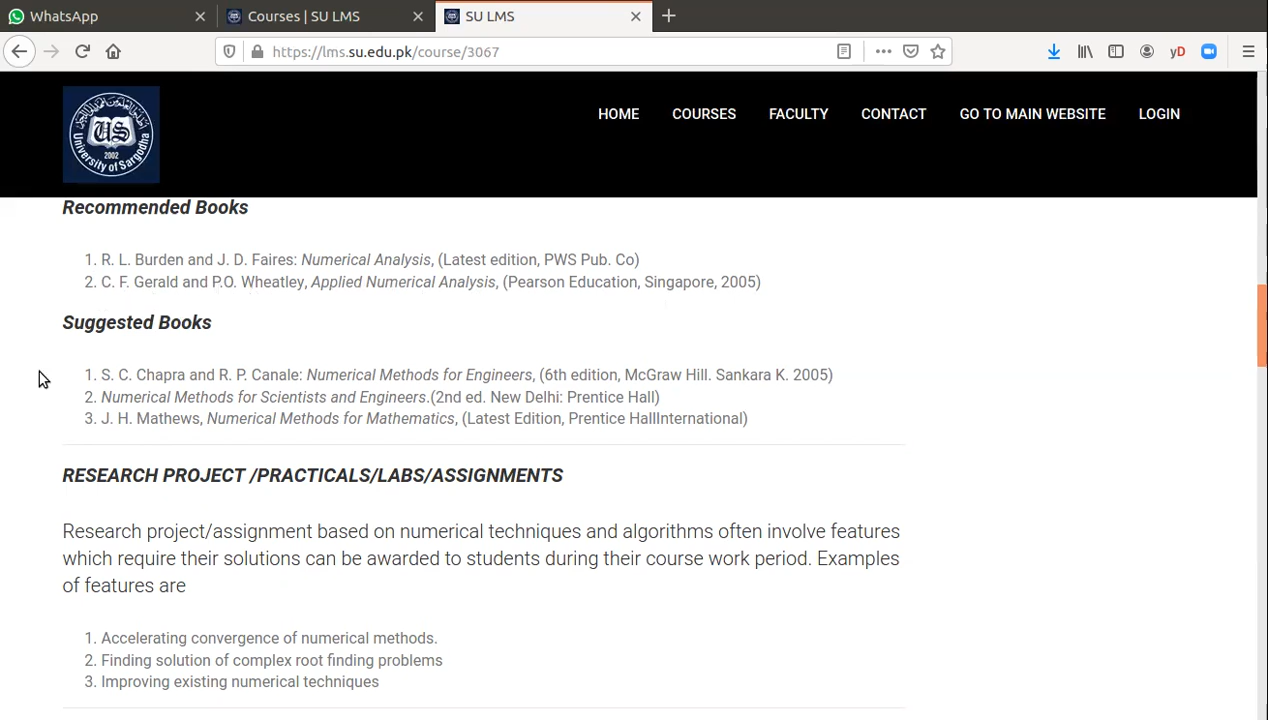 WhatsApp
Courses | SU LMS
SU LMS
https://lms.su.edu.pk/course/3067
yD
University of Sargodha
US
2002
HOME COURSES FACULTY CONTACT GO TO MAIN WEBSITE LOGIN
Recommended Books
1. R. L. Burden and J. D. Faires: Numerical Analysis, (Latest edition, PWS Pub. Co)
2. C. F. Gerald and P.O. Wheatley, Applied Numerical Analysis, (Pearson Education, Singapore, 2005)
Suggested Books
1. S. C. Chapra and R. P. Canale: Numerical Methods for Engineers, (6th edition, McGraw Hill. Sankara K. 2005)
2. Numerical Methods for Scientists and Engineers.(2nd ed. New Delhi: Prentice Hall)
3. J. H. Mathews, Numerical Methods for Mathematics, (Latest Edition, Prentice HallInternational)
RESEARCH PROJECT /PRACTICALS/LABS/ASSIGNMENTS
Research project/assignment based on numerical techniques and algorithms often involve features
which require their solutions can be awarded to students during their course work period. Examples
of features are
1. Accelerating convergence of numerical methods.
2. Finding solution of complex root finding problems
3. Improving existing numerical techniques